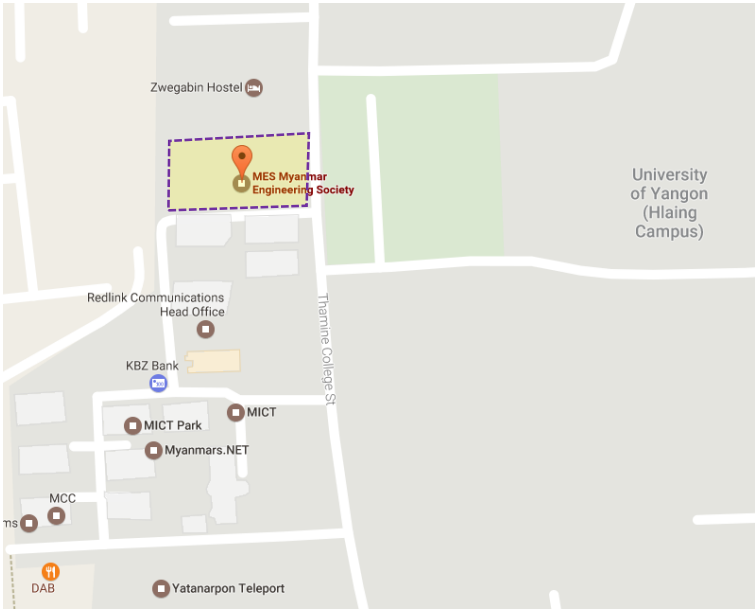 Zwegabin Hostel
MES Myanmar
Engineering Society
University
of Yangon
(Hlaing
Campus)
Redlink Communications
Head Office
Thamine College St
KBZ Bank
MICT
MICT Park
Myanmars.NET
MCC
ms
DAB
Yatanarpon Teleport